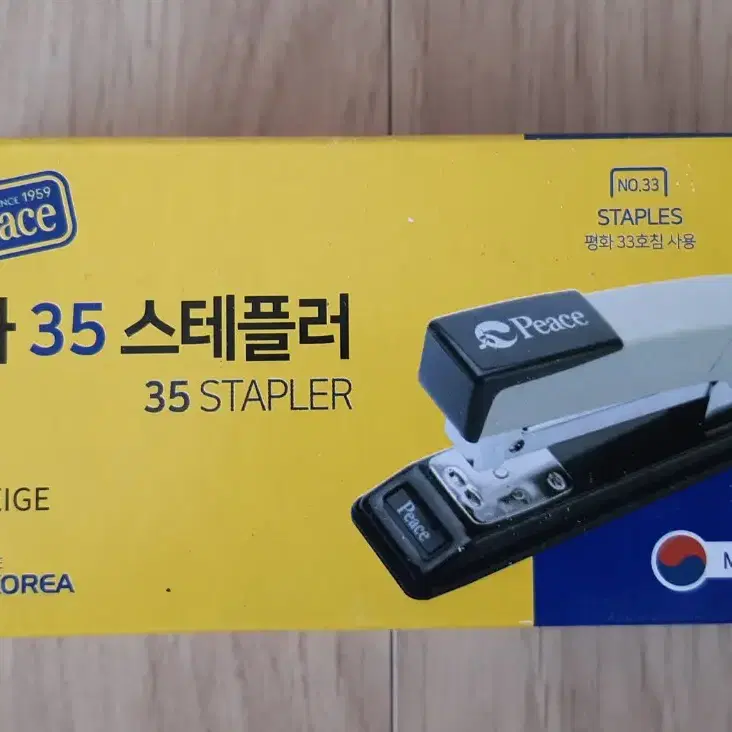 SINCE 1959
ace
NO.33
STAPLES
평화 33호침 사용
35 스테플러
35 STAPLER
Peace
Peace
EIGE
KOREA
M